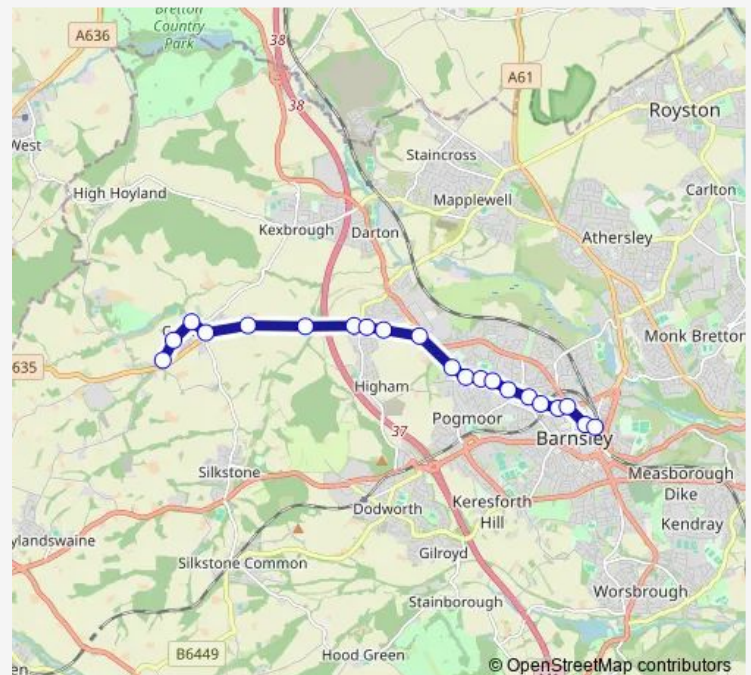 Bretton
Country
Park
A636
38
38
A61
Royston
West
Staincross
High Hoyland
Mapplewell
Carlton
Kexbrough
Darton
Athersley
C
635
Monk Bretton
Higham
37
Pogmoor
Barnsley
Silkstone
Measborough
Dike
Dodworth
Keresforth
Hill
Kendray
ylandswaine
Gilroyd
Silkstone Common
Stainborough
Worsbrough
B6449
Hood Green
en
© OpenStreetMap contributors